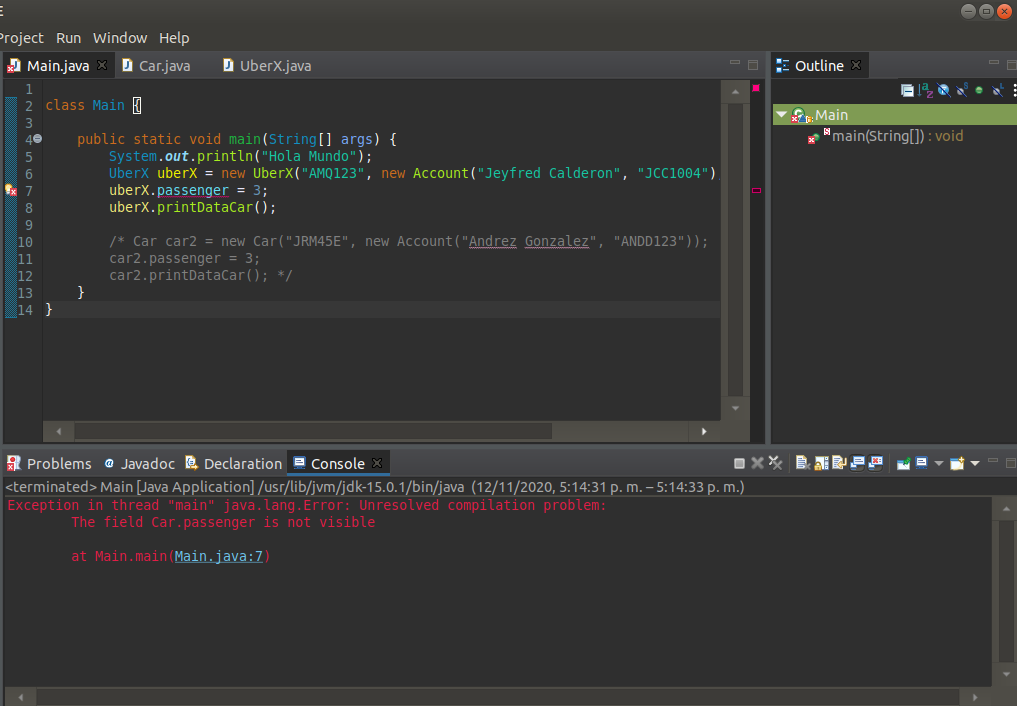 E
Project Run Window Help
Main.java Car.java UberX.java
1
2 class Main {
3
4 public static void main(String[] args) {
5 System.out.println("Hola Mundo");
6 UberX uberX = new UberX("AMQ123", new Account("Jeyfred Calderon", "JCC1004")
7 uberX.passenger = 3;
8 uberX.printDataCar();
9
10 /* Car car2 = new Car("JRM45E", new Account("Andrez Gonzalez", "ANDD123"));
11 car2.passenger = 3;
12 car2.printDataCar(); */
13 }
14 }
Outline
Main
main(String[]) : void
Problems Javadoc Declaration Console
<terminated> Main [Java Application] /usr/lib/jvm/jdk-15.0.1/bin/java (12/11/2020, 5:14:31 p. m. – 5:14:33 p. m.)
Exception in thread "main" java.lang.Error: Unresolved compilation problem:
The field Car.passenger is not visible
at Main.main(Main.java:7)